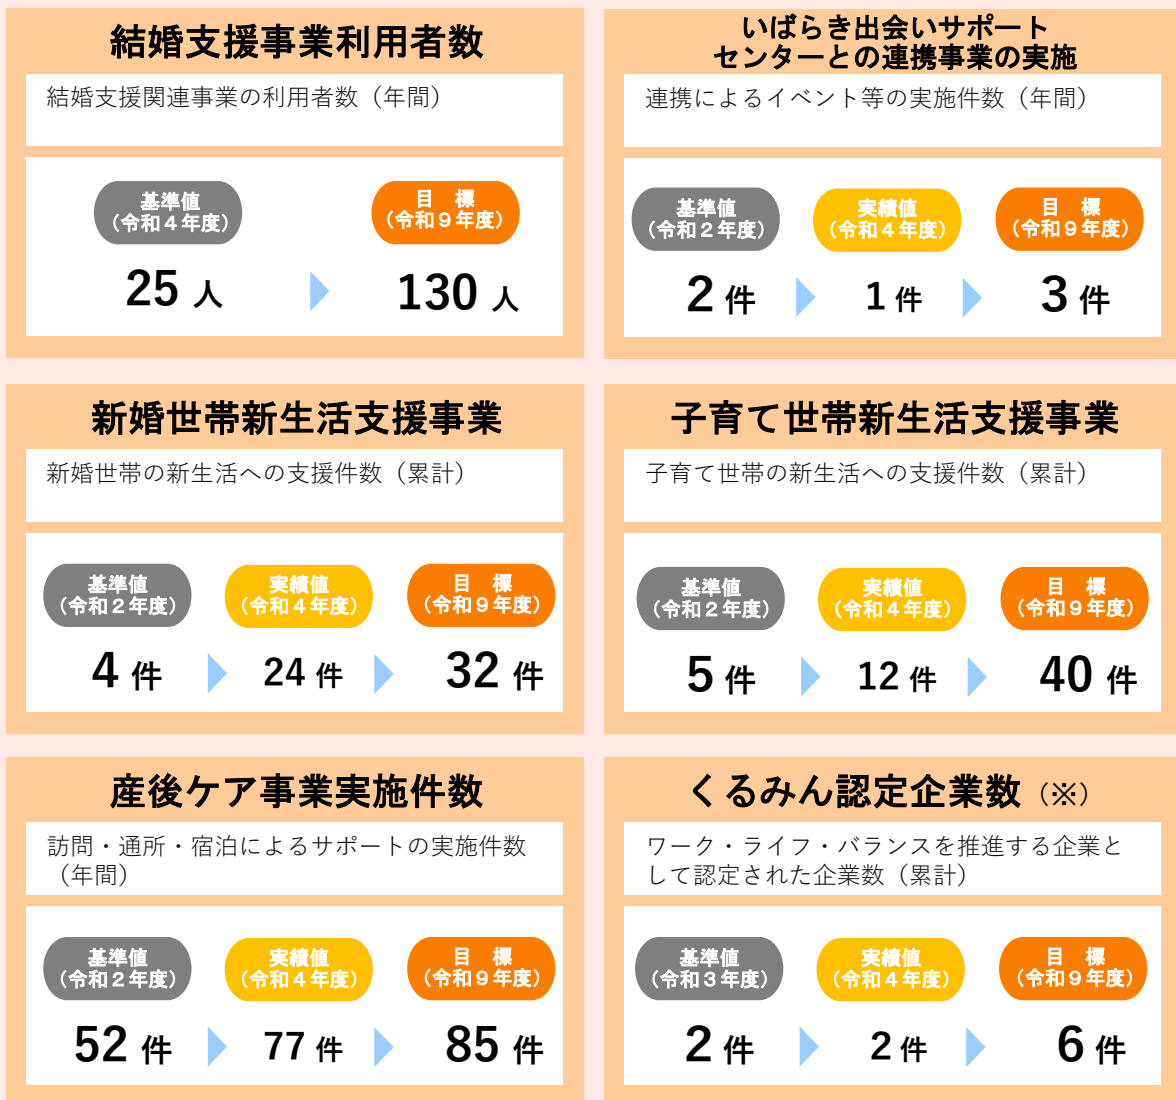 結婚支援事業利用者数
結婚支援関連事業の利用者数（年間）
基準値
（令和４年度）
目　標
（令和９年度）
25 人
130 人
いばらき出会いサポート
センターとの連携事業の実施
連携によるイベント等の実施件数（年間）
基準値
（令和２年度）
実績値
（令和４年度）
目　標
（令和９年度）
2 件
1 件
3 件
新婚世帯新生活支援事業
新婚世帯の新生活への支援件数（累計）
基準値
（令和２年度）
実績値
（令和４年度）
目　標
（令和９年度）
4 件
24 件
32 件
子育て世帯新生活支援事業
子育て世帯の新生活への支援件数（累計）
基準値
（令和２年度）
実績値
（令和４年度）
目　標
（令和９年度）
5 件
12 件
40 件
産後ケア事業実施件数
訪問・通所・宿泊によるサポートの実施件数
（年間）
基準値
（令和２年度）
実績値
（令和４年度）
目　標
（令和９年度）
52 件
77 件
85 件
くるみん認定企業数（※）
ワーク・ライフ・バランスを推進する企業と
して認定された企業数（累計）
基準値
（令和３年度）
実績値
（令和４年度）
目　標
（令和９年度）
2 件
2 件
6 件